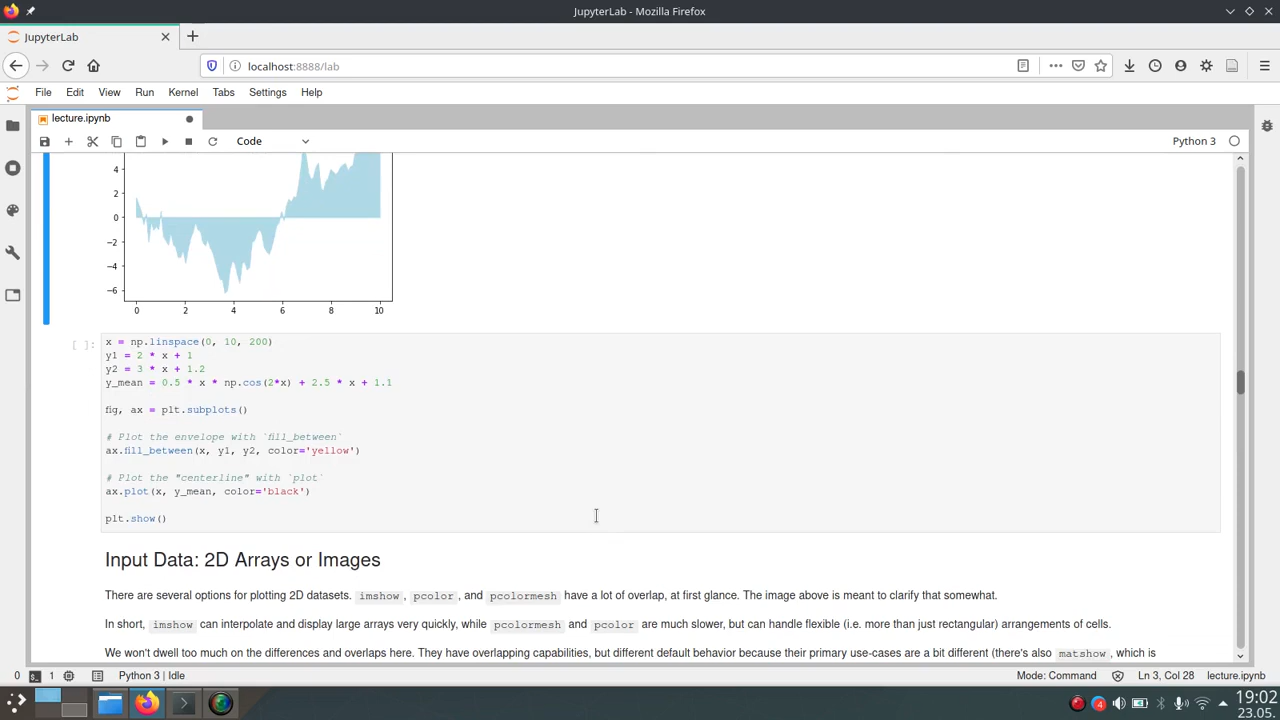 JupyterLab - Mozilla Firefox
JupyterLab
localhost:8888/lab
File Edit View Run Kernel Tabs Settings Help
lecture.ipynb
Code
Python 3
4
2
0
−2
−4
−6
0 2 4 6 8 10
[ ]:
x = np.linspace(0, 10, 200)
y1 = 2 * x + 1
y2 = 3 * x + 1.2
y_mean = 0.5 * x * np.cos(2*x) + 2.5 * x + 1.1
fig, ax = plt.subplots()
# Plot the envelope with `fill_between`
ax.fill_between(x, y1, y2, color='yellow')
# Plot the "centerline" with `plot`
ax.plot(x, y_mean, color='black')
plt.show()
Input Data: 2D Arrays or Images
There are several options for plotting 2D datasets. imshow, pcolor, and pcolormesh have a lot of overlap, at first glance. The image above is meant to clarify that somewhat.
In short, imshow can interpolate and display large arrays very quickly, while pcolormesh and pcolor are much slower, but can handle flexible (i.e. more than just rectangular) arrangements of cells.
We won't dwell too much on the differences and overlaps here. They have overlapping capabilities, but different default behavior because their primary use-cases are a bit different (there's also matshow, which is
0 1 Python 3 | Idle Mode: Command Ln 3, Col 28 lecture.ipynb
4
19:02
23.05.